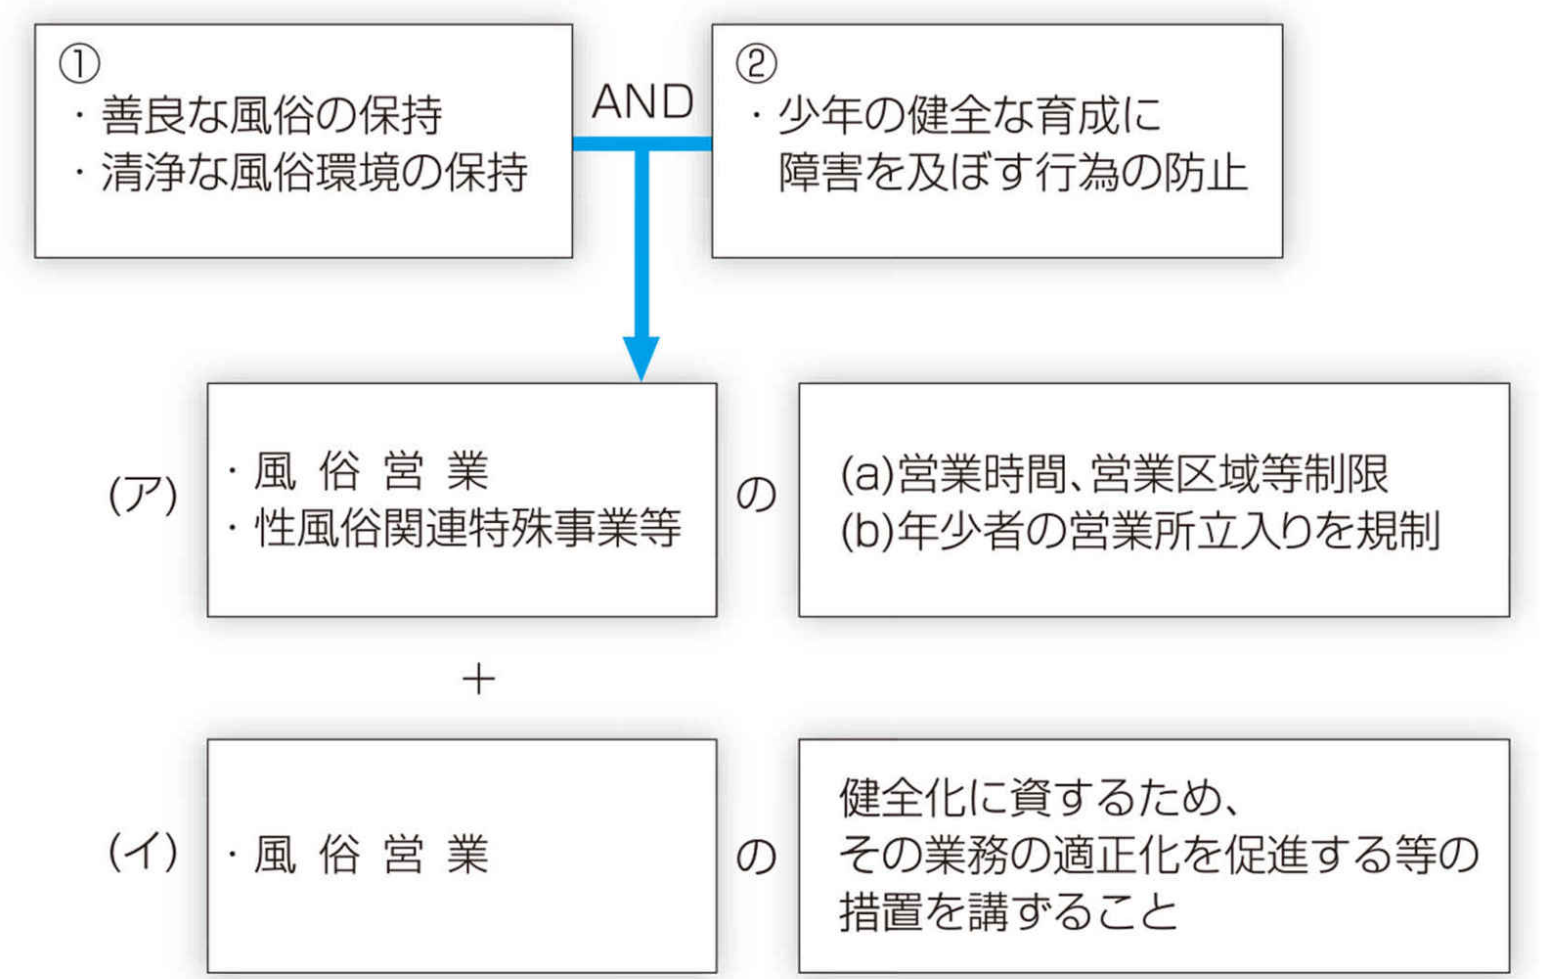 ①
・善良な風俗の保持
・清浄な風俗環境の保持
AND
②
・少年の健全な育成に
障害を及ぼす行為の防止
(ア)
・風俗営業
・性風俗関連特殊事業等
の
(a)営業時間、営業区域等制限
(b)年少者の営業所立入りを規制
＋
(イ)
・風俗営業
の
健全化に資するため、
その業務の適正化を促進する等の
措置を講ずること